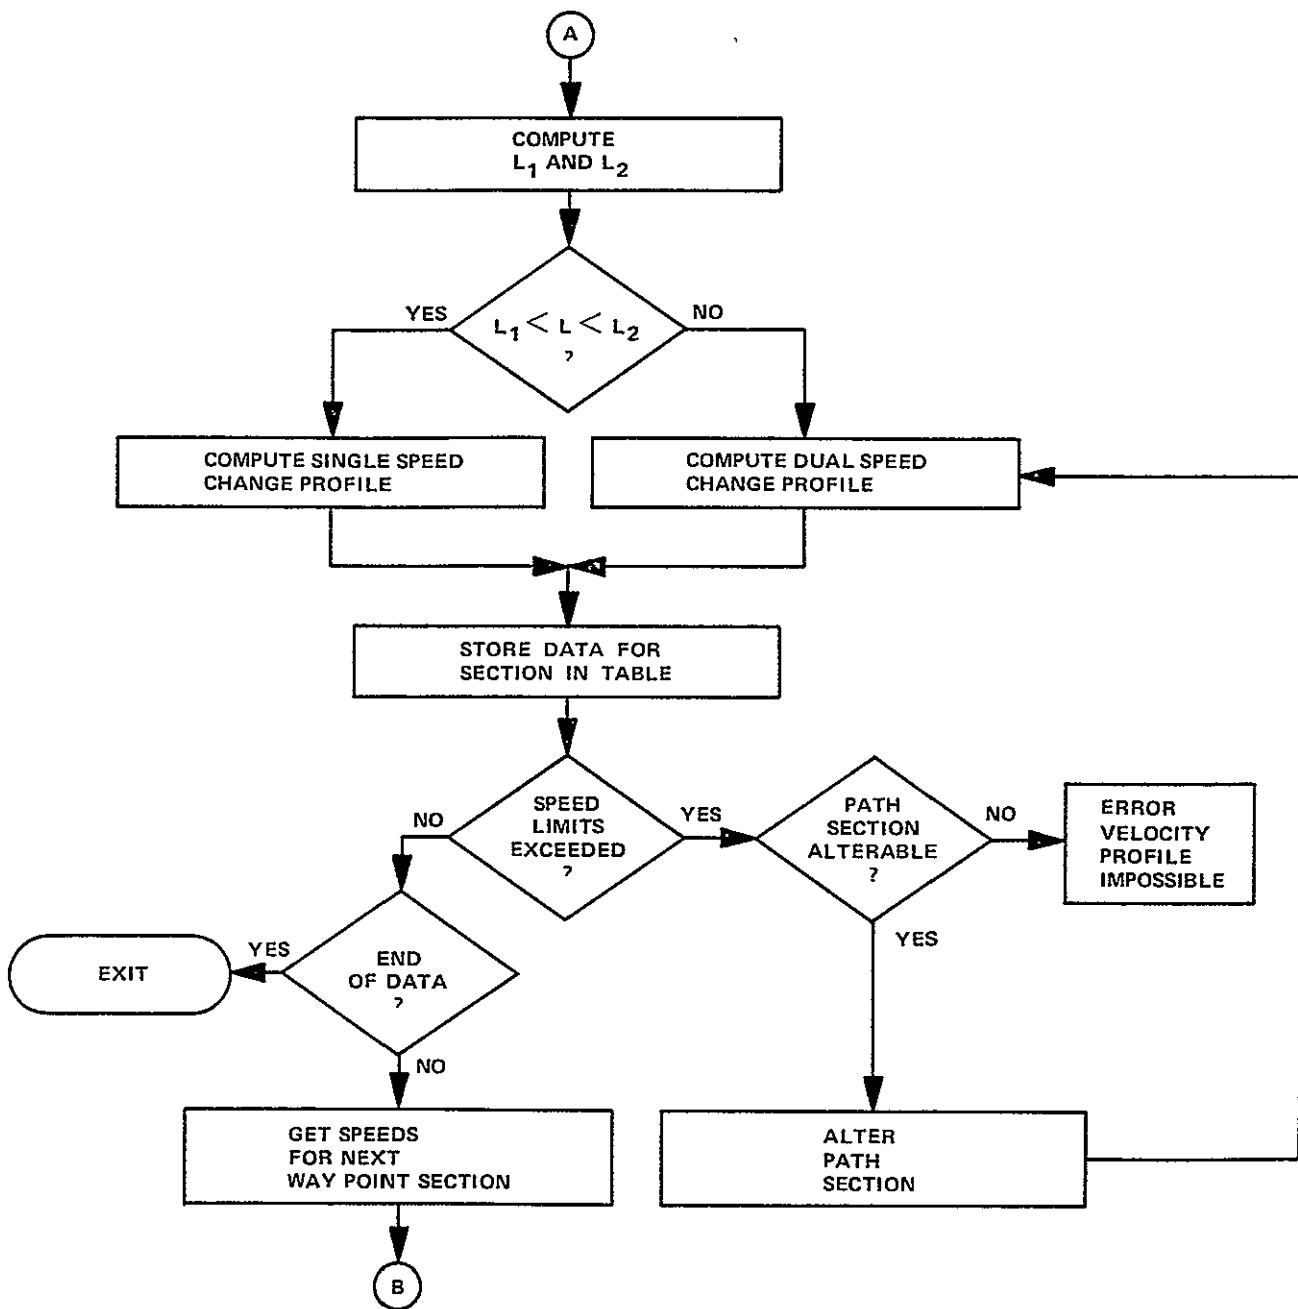 A
COMPUTE
L1 AND L2
YES
NO
L1 < L < L2
?
COMPUTE SINGLE SPEED
CHANGE PROFILE
COMPUTE DUAL SPEED
CHANGE PROFILE
STORE DATA FOR
SECTION IN TABLE
NO
SPEED
LIMITS
EXCEEDED
?
YES
PATH
SECTION
ALTERABLE
?
NO
ERROR
VELOCITY
PROFILE
IMPOSSIBLE
YES
EXIT
YES
END
OF DATA
?
NO
GET SPEEDS
FOR NEXT
WAY POINT SECTION
ALTER
PATH
SECTION
B